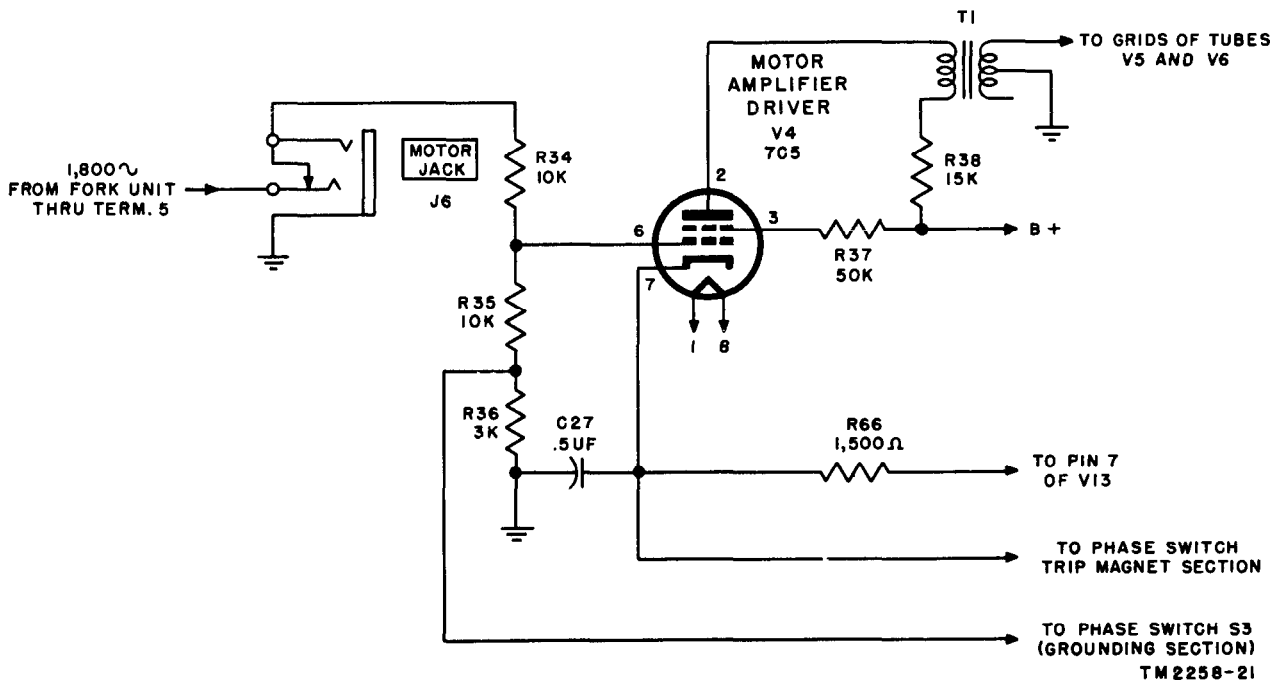 T1
TO GRIDS OF TUBES
V5 AND V6
MOTOR
AMPLIFIER
DRIVER
V4
7C5
1,800~
FROM FORK UNIT
THRU TERM. 5
MOTOR
JACK
J6
R34
10K
R38
15K
2
6
3
7
B+
R37
50K
1 8
R35
10K
R36
3K
C27
.5UF
R66
1,500Ω
TO PIN 7
OF V13
TO PHASE SWITCH
TRIP MAGNET SECTION
TO PHASE SWITCH S3
(GROUNDING SECTION)
TM2258-21